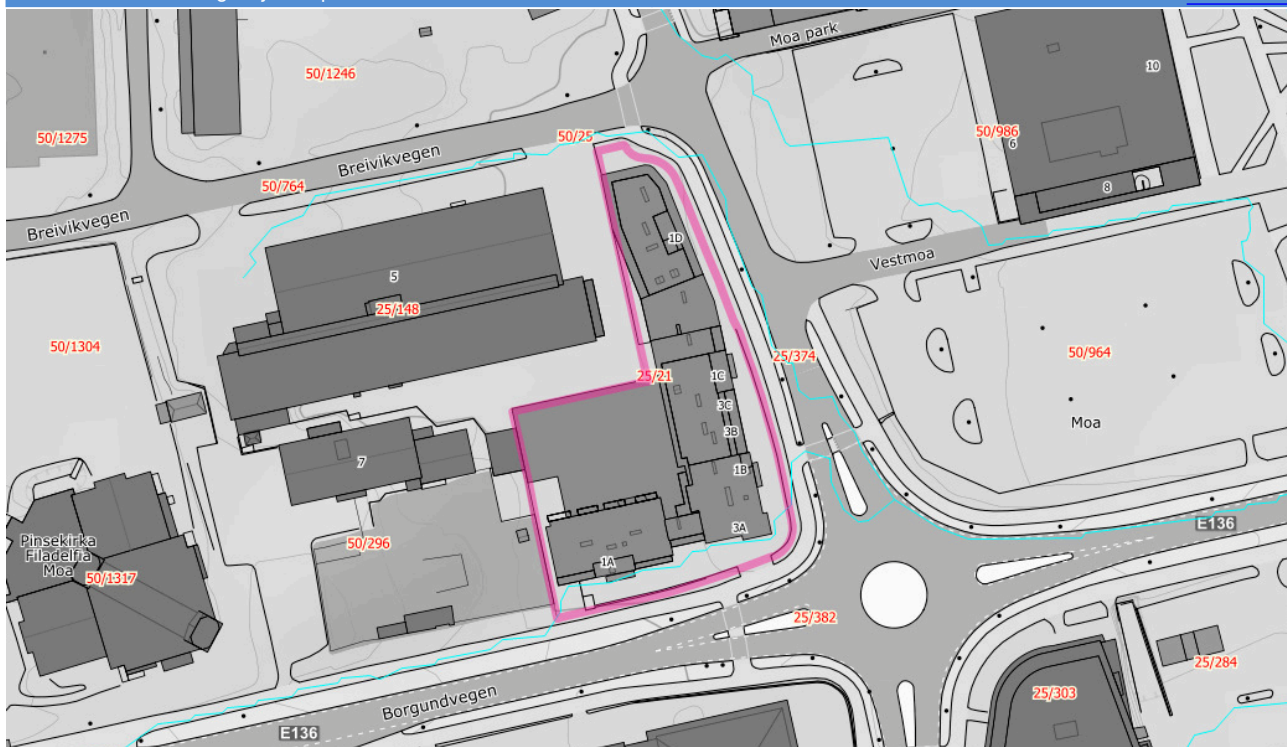 Moa park
10
50/1246
50/1275
50/25
50/986
6
Breivikvegen
50/764
8
Breivikvegen
1D
Vestmoa
5
25/148
50/1304
25/374
50/964
25/21
1C
3C
Moa
3B
7
1B
3A
E136
Pinsekirka
Filadelfia
Moa
50/296
1A
50/1317
25/382
25/284
25/303
Borgundvegen
E136